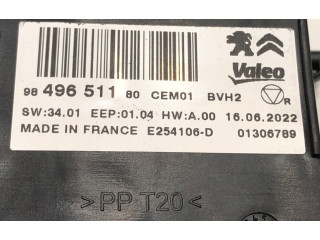 Valeo
98 496 511 80 CEM01 BVH2
R
SW:34.01 EEP:01.04 HW:A.00 16.06.2022
MADE IN FRANCE E254106-D 01306789
>PP T20<